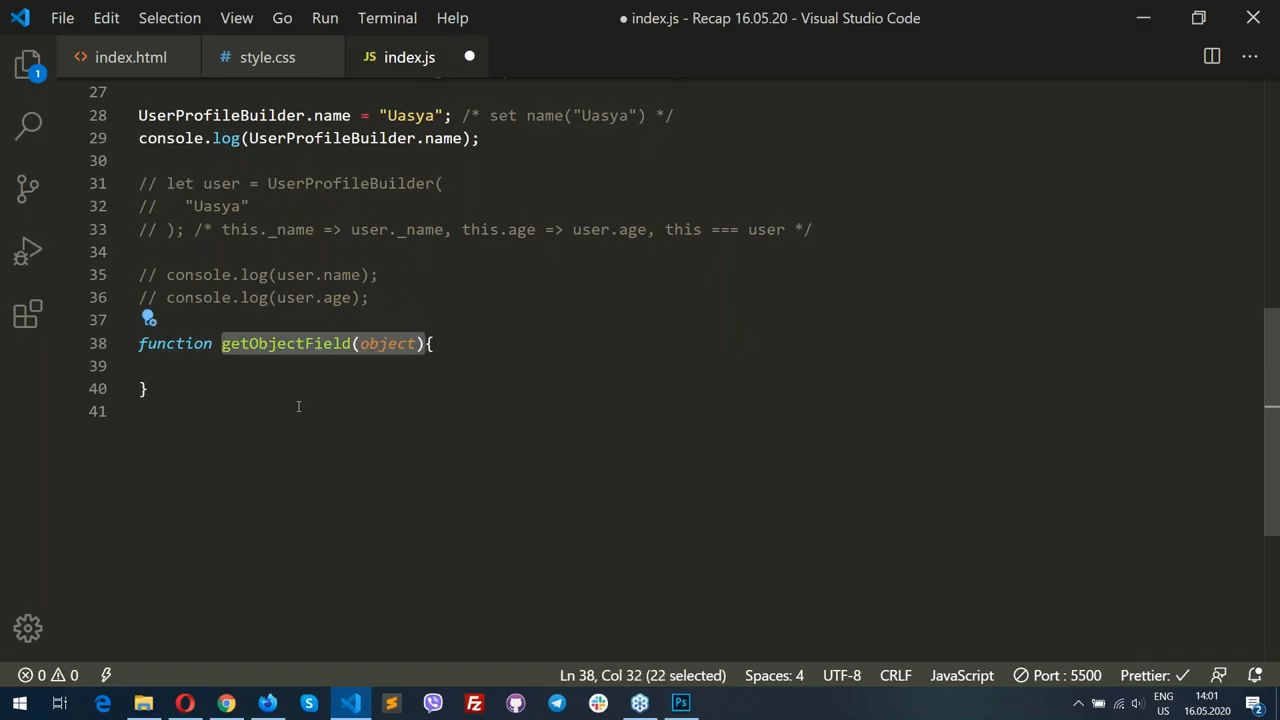 File Edit Selection View Go Run Terminal Help ● index.js - Recap 16.05.20 - Visual Studio Code
1 <> index.html # style.css JS index.js ●
27
28 UserProfileBuilder.name = "Uasya"; /* set name("Uasya") */
29 console.log(UserProfileBuilder.name);
30
31 // let user = UserProfileBuilder(
32 //   "Uasya"
33 // ); /* this._name => user._name, this.age => user.age, this === user */
34
35 // console.log(user.name);
36 // console.log(user.age);
37
38 function getObjectField(object){
39
40 }
41
0 0 Ln 38, Col 32 (22 selected) Spaces: 4 UTF-8 CRLF JavaScript Port : 5500 Prettier: ✓
ENG 14:01
US 16.05.2020 2